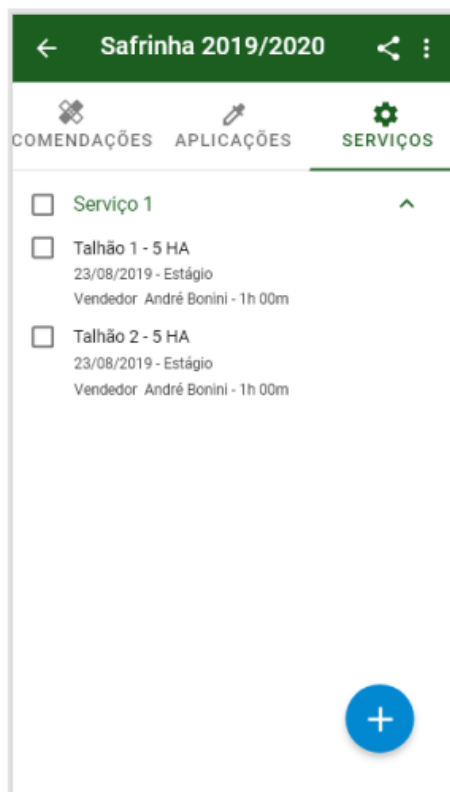 Safrinha 2019/2020
COMENDAÇÕES APLICAÇÕES SERVIÇOS
Serviço 1
Talhão 1 - 5 HA
23/08/2019 - Estágio
Vendedor André Bonini - 1h 00m
Talhão 2 - 5 HA
23/08/2019 - Estágio
Vendedor André Bonini - 1h 00m